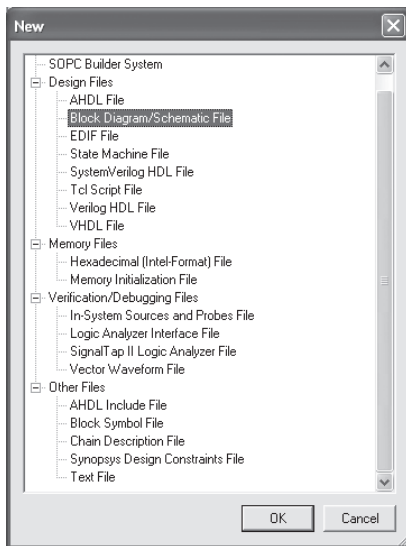 New
SOPC Builder System
Design Files
AHDL File
Block Diagram/Schematic File
EDIF File
State Machine File
SystemVerilog HDL File
Tcl Script File
Verilog HDL File
VHDL File
Memory Files
Hexadecimal (Intel-Format) File
Memory Initialization File
Verification/Debugging Files
In-System Sources and Probes File
Logic Analyzer Interface File
SignalTap II Logic Analyzer File
Vector Waveform File
Other Files
AHDL Include File
Block Symbol File
Chain Description File
Synopsys Design Constraints File
Text File
OK Cancel